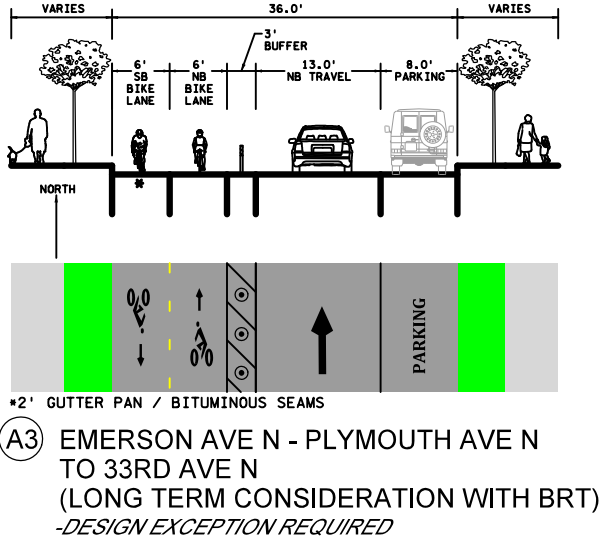 VARIES 36.0' VARIES
3'
BUFFER
6' 6' 13.0' 8.0'
SB NB NB TRAVEL PARKING
BIKE BIKE
LANE LANE
*
NORTH
PARKING
*2' GUTTER PAN / BITUMINOUS SEAMS
A3 EMERSON AVE N - PLYMOUTH AVE N
TO 33RD AVE N
(LONG TERM CONSIDERATION WITH BRT)
-DESIGN EXCEPTION REQUIRED